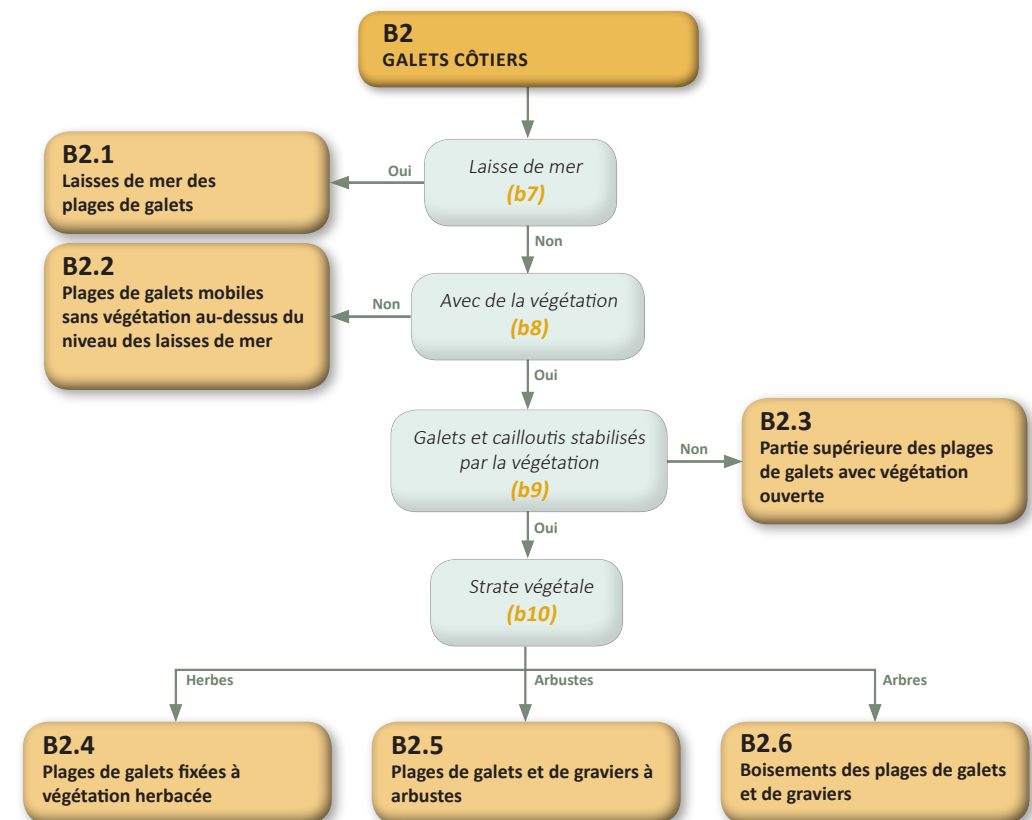 B2
GALETS CÔTIERS
Laisse de mer
(b7)
Oui
B2.1
Laisses de mer des
plages de galets
Non
Avec de la végétation
(b8)
Non
B2.2
Plages de galets mobiles
sans végétation au-dessus du
niveau des laisses de mer
Oui
Galets et cailloutis stabilisés
par la végétation
(b9)
Non
B2.3
Partie supérieure des plages
de galets avec végétation
ouverte
Oui
Strate végétale
(b10)
Herbes
Arbustes
Arbres
B2.4
Plages de galets fixées à
végétation herbacée
B2.5
Plages de galets et de graviers à
arbustes
B2.6
Boisements des plages de galets
et de graviers